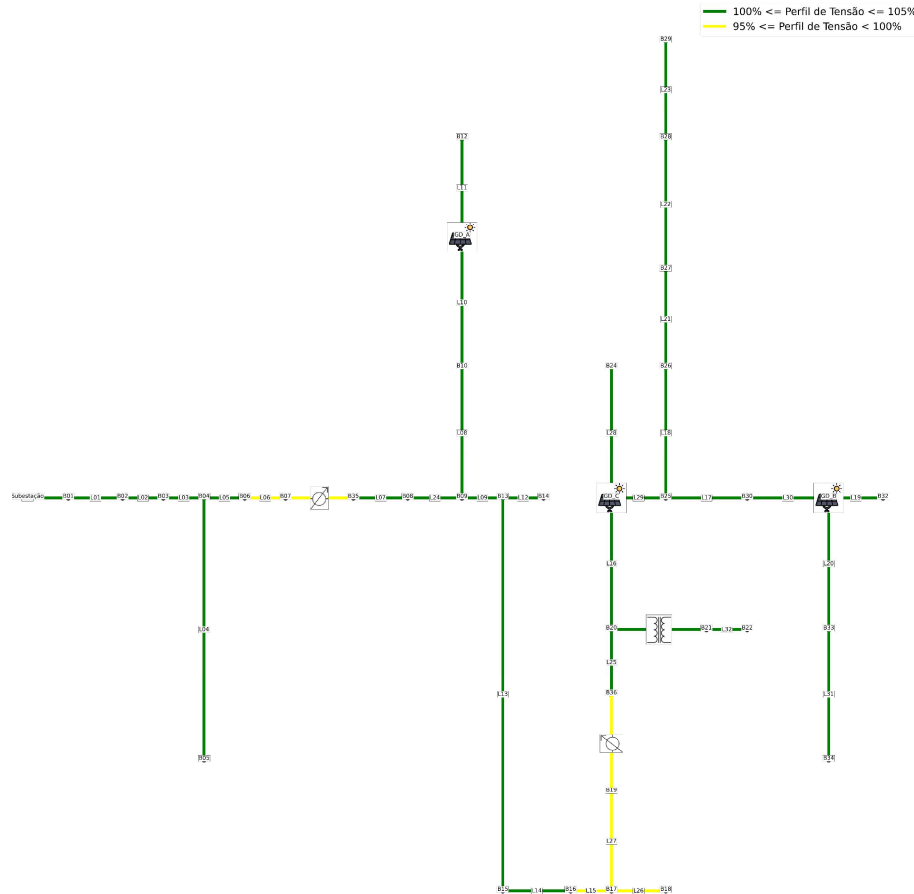 100% <= Perfil de Tensão <= 105%
95% <= Perfil de Tensão < 100%
B29
L23
B28
B12
L11
L22
GD_A
B27
L10
L21
B10
B24
B26
L08
L28
L18
Subestação B01 L01 B02 L02 B03 L03 B04 L05 B06 L06 B07 B35 L07 B08 L24 B09 L09 B13 L12 B14 GD_C L29 B25 L17 B30 L30 GD_B L19 B32
L16
L20
L04
B20
B21 L32 B22
B33
L25
B36
L13
L31
B05
B34
B19
L27
B15 L14 B16 L15 B17 L26 B18